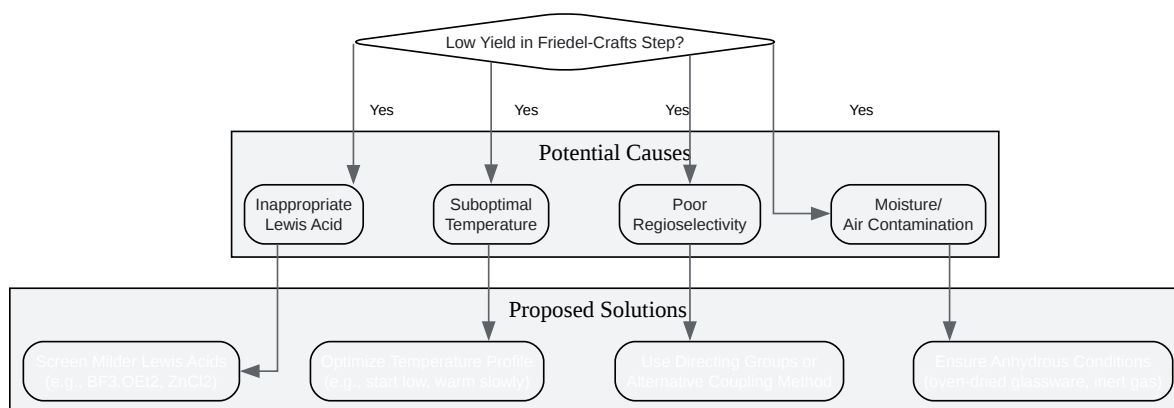 Low Yield in Friedel-Crafts Step?
Yes
Yes
Yes
Yes
Potential Causes
Inappropriate
Lewis Acid
Suboptimal
Temperature
Poor
Regioselectivity
Moisture/
Air Contamination
Proposed Solutions
Screen Milder Lewis Acids
(e.g., BF3.OEt2, ZnCl2)
Optimize Temperature Profile
(e.g., start low, warm slowly)
Use Directing Groups or
Alternative Coupling Method
Ensure Anhydrous Conditions
(oven-dried glassware, inert gas)